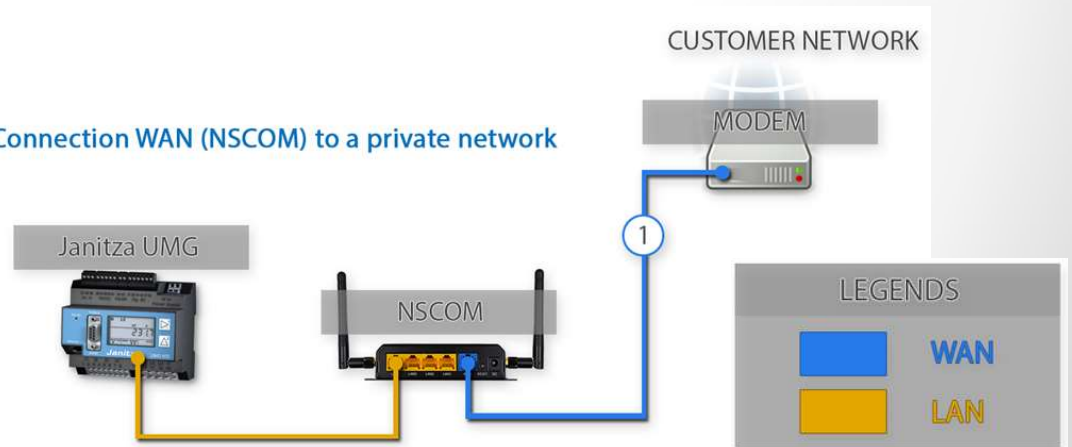 CUSTOMER NETWORK
MODEM
Connection WAN (NSCOM) to a private network
1
Janitza UMG
NSCOM
LEGENDS
WAN
LAN